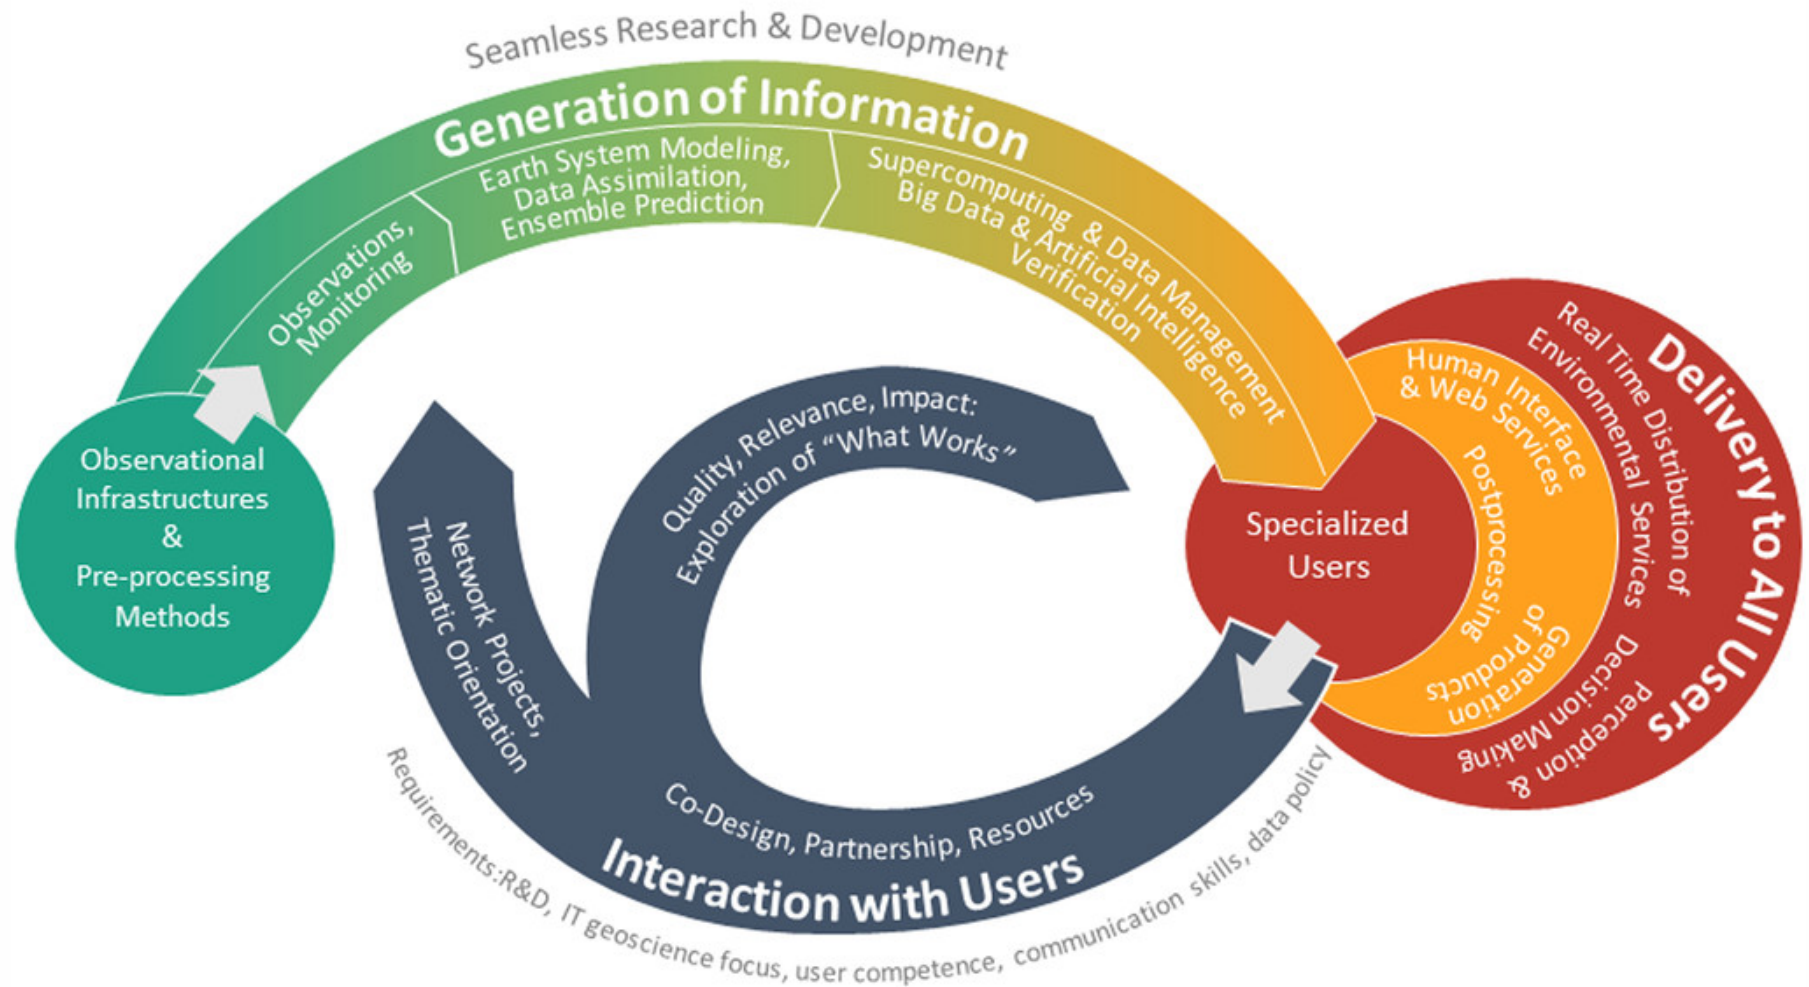 Seamless Research & Development
Generation of Information
Observations,
Monitoring
Earth System Modeling,
Data Assimilation,
Ensemble Prediction
Supercomputing & Data Management
Big Data & Artificial Intelligence
Verification
Observational
Infrastructures
&
Pre-processing
Methods
Specialized
Users
Human Interface
& Web Services
Postprocessing
Generation
of Products
Real Time Distribution of
Environmental Services
Perception &
Decision Making
Delivery to All Users
Quality, Relevance, Impact:
Exploration of “What Works”
Network Projects,
Thematic Orientation
Co-Design, Partnership, Resources
Interaction with Users
Requirements:R&D, IT geoscience focus, user competence, communication skills, data policy